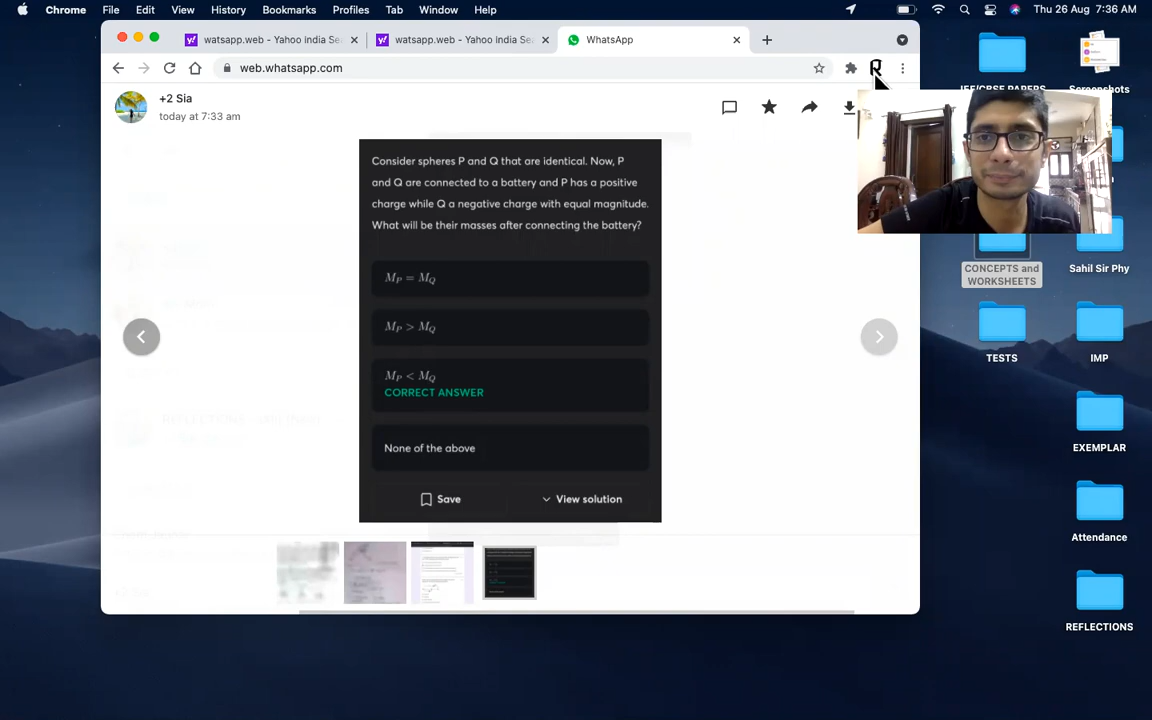 Chrome File Edit View History Bookmarks Profiles Tab Window Help
Thu 26 Aug 7:36 AM
watsapp.web - Yahoo India Se
watsapp.web - Yahoo India Se
WhatsApp
web.whatsapp.com
+2 Sia
today at 7:33 am
Consider spheres P and Q that are identical. Now, P
and Q are connected to a battery and P has a positive
charge while Q a negative charge with equal magnitude.
What will be their masses after connecting the battery?
M_P = M_Q
M_P > M_Q
M_P < M_Q
CORRECT ANSWER
None of the above
Save
View solution
Screenshots
CONCEPTS and
WORKSHEETS
Sahil Sir Phy
TESTS
IMP
EXEMPLAR
Attendance
REFLECTIONS